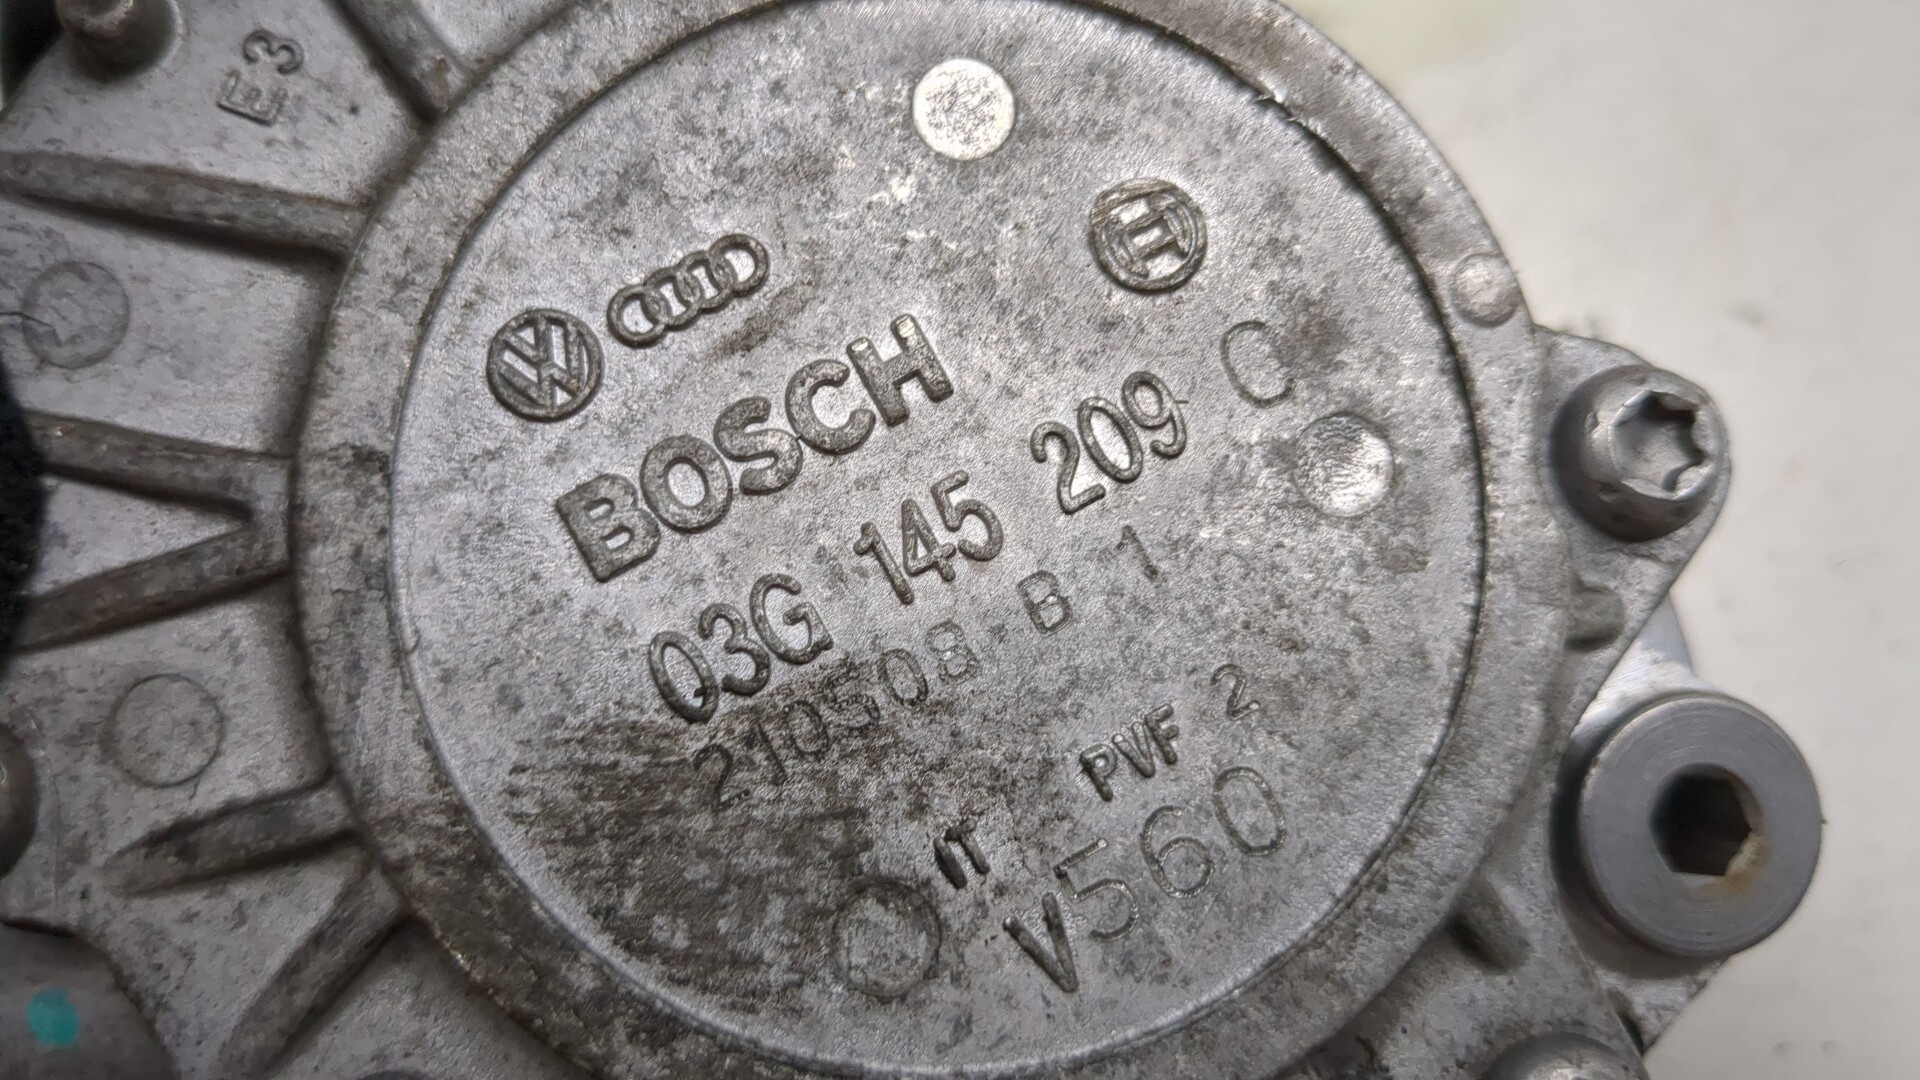 E3
BOSCH
03G 145 209 C
210508 B 1
PVF 2
IT
V560